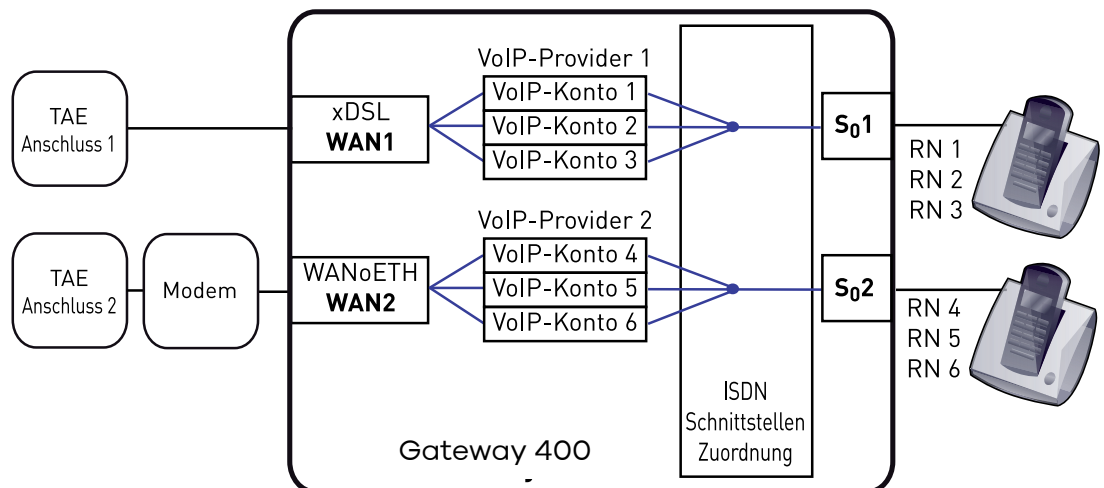 VoIP-Provider 1
TAE
Anschluss 1
xDSL
WAN1
VoIP-Konto 1
VoIP-Konto 2
VoIP-Konto 3
S₀1
RN 1
RN 2
RN 3
VoIP-Provider 2
TAE
Anschluss 2
Modem
WANoETH
WAN2
VoIP-Konto 4
VoIP-Konto 5
VoIP-Konto 6
S₀2
RN 4
RN 5
RN 6
ISDN
Schnittstellen
Zuordnung
Gateway 400